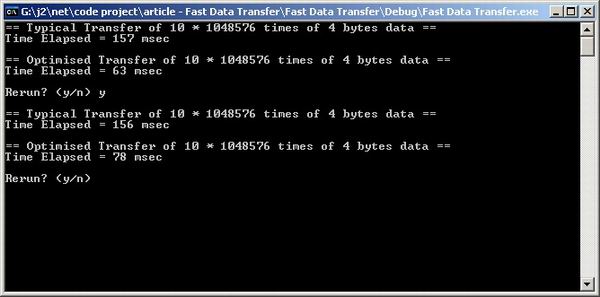 G:\j2\net\code project\article - Fast Data Transfer\Fast Data Transfer\Debug\Fast Data Transfer.exe
== Typical Transfer of 10 * 1048576 times of 4 bytes data ==
Time Elapsed = 157 msec
== Optimised Transfer of 10 * 1048576 times of 4 bytes data ==
Time Elapsed = 63 msec
Rerun? (y/n) y
== Typical Transfer of 10 * 1048576 times of 4 bytes data ==
Time Elapsed = 156 msec
== Optimised Transfer of 10 * 1048576 times of 4 bytes data ==
Time Elapsed = 78 msec
Rerun? (y/n)